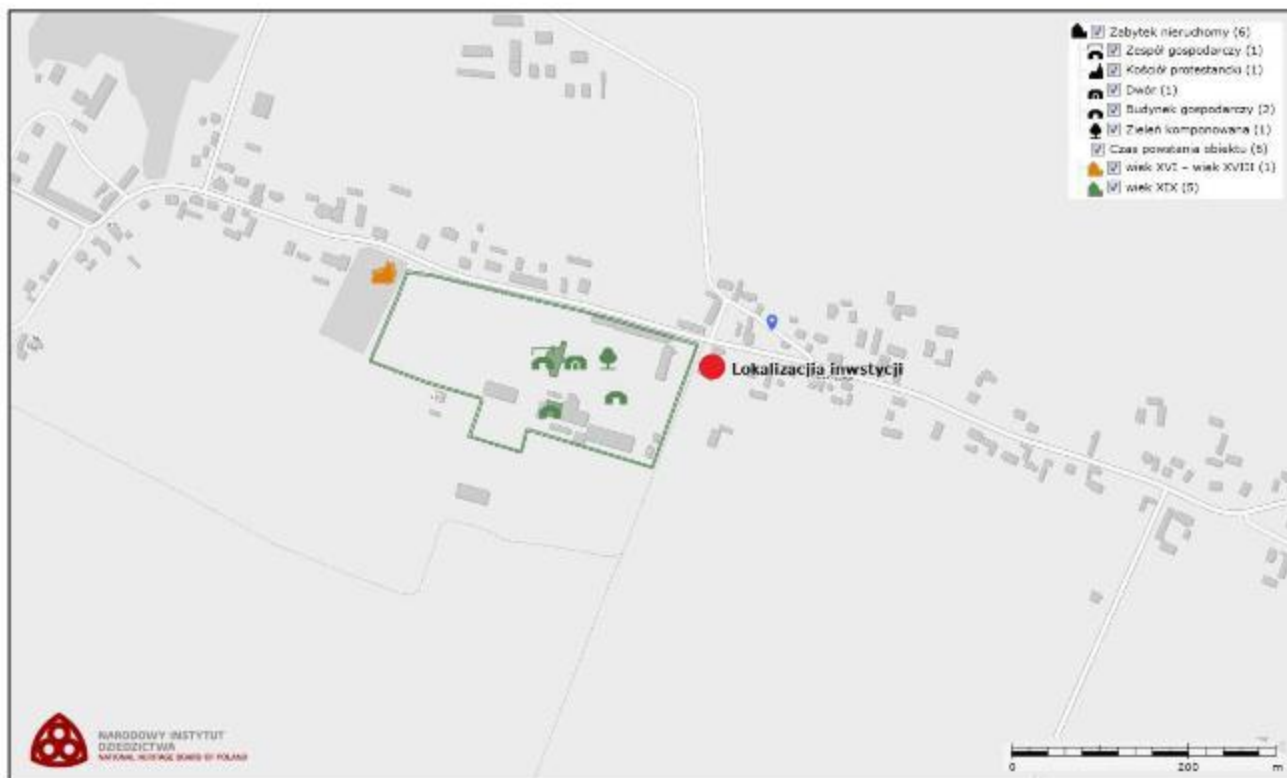 Zabytek nieruchomy (6)
Zespół gospodarczy (1)
Kościół protestancki (1)
Dwór (1)
Budynek gospodarczy (2)
Zieleń komponowana (1)
Czas powstania obiektu (6)
wiek XVI - wiek XVIII (1)
wiek XIX (5)
Lokalizacjia inwstycji
NARODOWY INSTYTUT
DZIEDZICTWA
NATIONAL HERITAGE BOARD OF POLAND
0 200 m